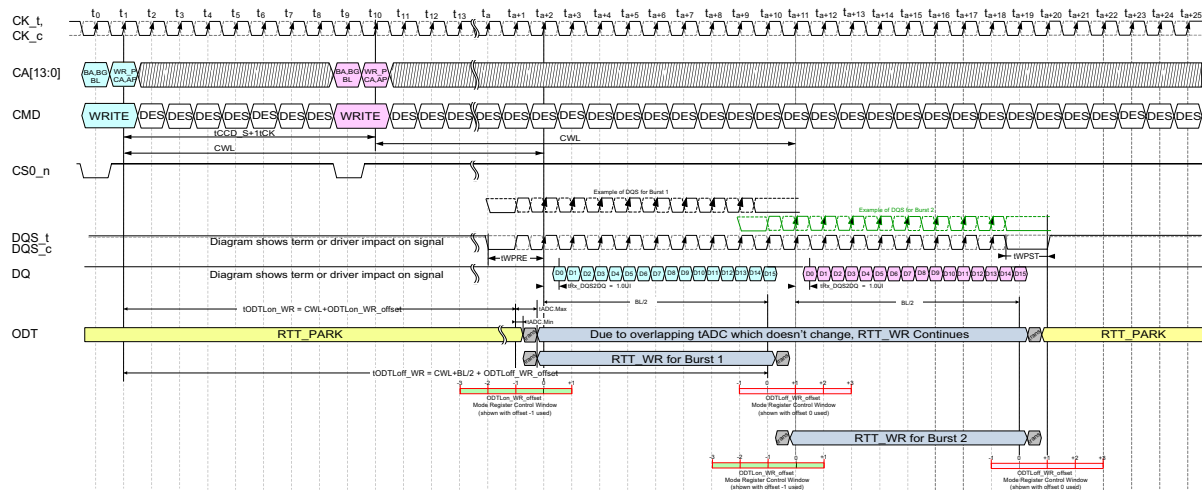 t0 t1 t2 t3 t4 t5 t6 t7 t8 t9 t10 t11 t12 t13 ta ta+1 ta+2 ta+3 ta+4 ta+5 ta+6 ta+7 ta+8 ta+9 ta+10 ta+11 ta+12 ta+13 ta+14 ta+15 ta+16 ta+17 ta+18 ta+19 ta+20 ta+21 ta+22 ta+23 ta+24 ta+25
CK_t,
CK_c
CA[13:0]
BA,BG
BL
WR_P
CA,AP
BA,BG
BL
WR_P
CA,AP
CMD
WRITE DES DES DES DES DES DES DES WRITE DES DES DES DES DES DES DES DES DES DES DES DES DES DES DES DES DES DES DES DES DES DES DES DES DES DES DES DES
tCCD_S+1tCK
CWL
CWL
CS0_n
Example of DQS for Burst 1
Example of DQS for Burst 2
DQS_t
DQS_c
Diagram shows term or driver impact on signal
tWPRE
tWPST
DQ
Diagram shows term or driver impact on signal
D0 D1 D2 D3 D4 D5 D6 D7 D8 D9 D10 D11 D12 D13 D14 D15
D0 D1 D2 D3 D4 D5 D6 D7 D8 D9 D10 D11 D12 D13 D14 D15
tRx_DQS2DQ = 1.0UI
tRx_DQS2DQ = 1.0UI
BL/2
BL/2
tODTLon_WR = CWL+ODTLon_WR_offset
tADC.Max
tADC.Min
ODT
RTT_PARK
Due to overlapping tADC which doesn't change, RTT_WR Continues
RTT_PARK
RTT_WR for Burst 1
tODTLoff_WR = CWL+BL/2 + ODTLoff_WR_offset
-3 -2 -1 0 +1
ODTLon_WR_offset
Mode Register Control Window
(shown with offset -1 used)
-1 0 +1 +2 +3
ODTLoff_WR_offset
Mode Register Control Window
(shown with offset 0 used)
RTT_WR for Burst 2
-3 -2 -1 0 +1
ODTLon_WR_offset
Mode Register Control Window
(shown with offset -1 used)
-1 0 +1 +2 +3
ODTLoff_WR_offset
Mode Register Control Window
(shown with offset 0 used)